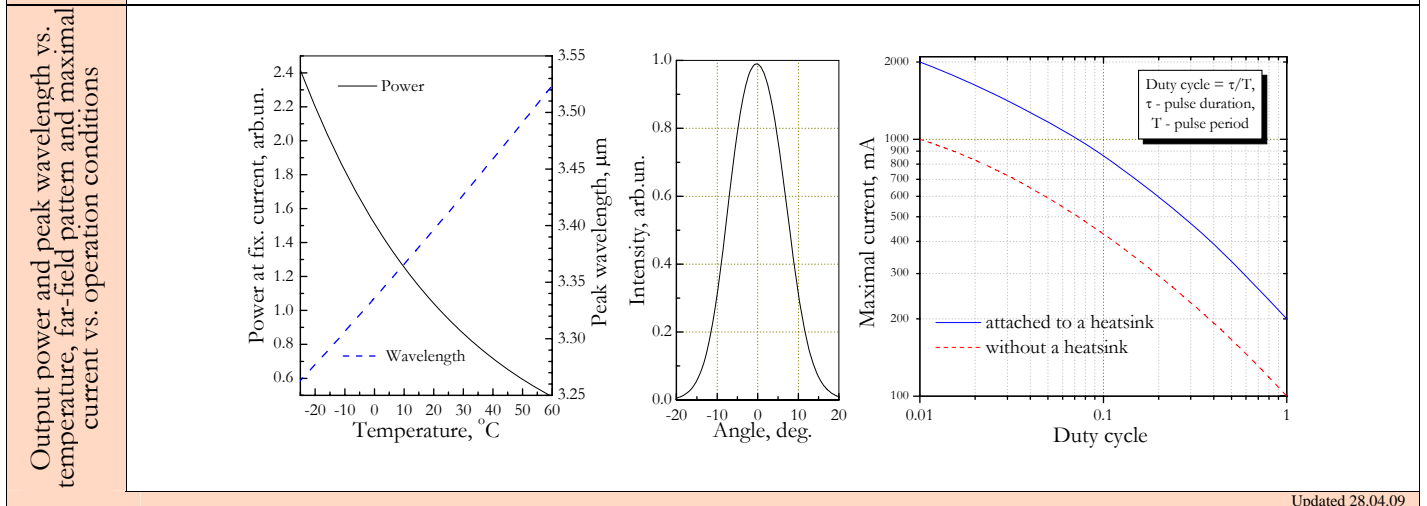 Output power and peak wavelength vs.
temperature, far-field pattern and maximal
current vs. operation conditions
Power at fix. current, arb.un.
2.4
2.2
2.0
1.8
1.6
1.4
1.2
1.0
0.8
0.6
Power
Wavelength
-20 -10 0 10 20 30 40 50 60
Temperature, °C
3.55
3.50
3.45
3.40
3.35
3.30
3.25
Peak wavelength, µm
Intensity, arb.un.
1.0
0.8
0.6
0.4
0.2
0.0
-20 -10 0 10 20
Angle, deg.
Maximal current, mA
2000
1000
900
800
700
600
500
400
300
200
100
Duty cycle = τ/T,
τ - pulse duration,
T - pulse period
attached to a heatsink
without a heatsink
0.01 0.1 1
Duty cycle
Updated 28.04.09